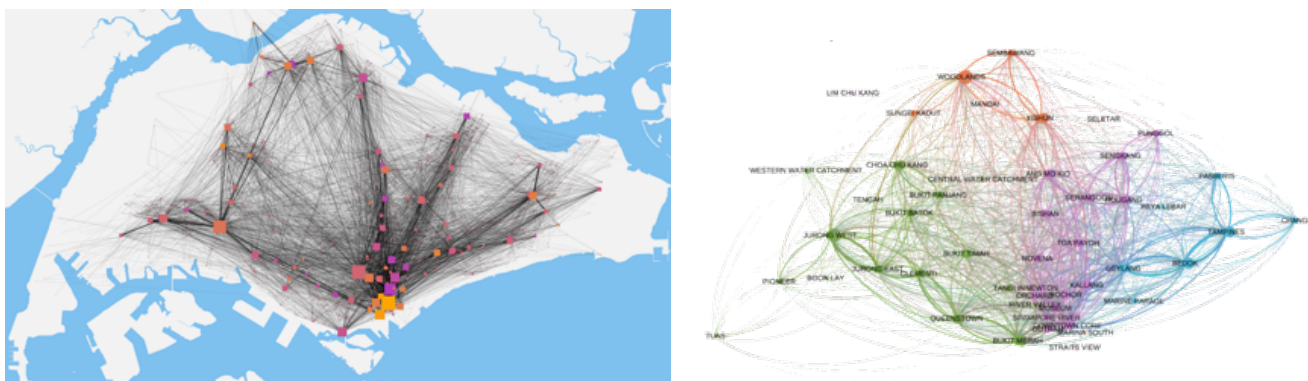 SEMBAWANG
WOODLANDS
LIM CHU KANG
MANDAI
SUNGEI KADUT
YISHUN
SELETAR
PUNGGOL
SENGKANG
CHOA CHU KANG
WESTERN WATER CATCHMENT
CENTRAL WATER CATCHMENT
ANG MO KIO
PASIR RIS
BUKIT PANJANG
SERANGOON
HOUGANG
TENGAH
PAYA LEBAR
BUKIT BATOK
BISHAN
CHANGI
JURONG WEST
TAMPINES
TOA PAYOH
BUKIT TIMAH
NOVENA
JURONG EAST
CLEMENTI
GEYLANG
BEDOK
PIONEER
BOON LAY
KALLANG
TANGLIN
NEWTON
ORCHARD
ROCHOR
MARINE PARADE
RIVER VALLEY
MUSEUM
QUEENSTOWN
SINGAPORE RIVER
DOWNTOWN CORE
MARINA SOUTH
TUAS
BUKIT MERAH
STRAITS VIEW